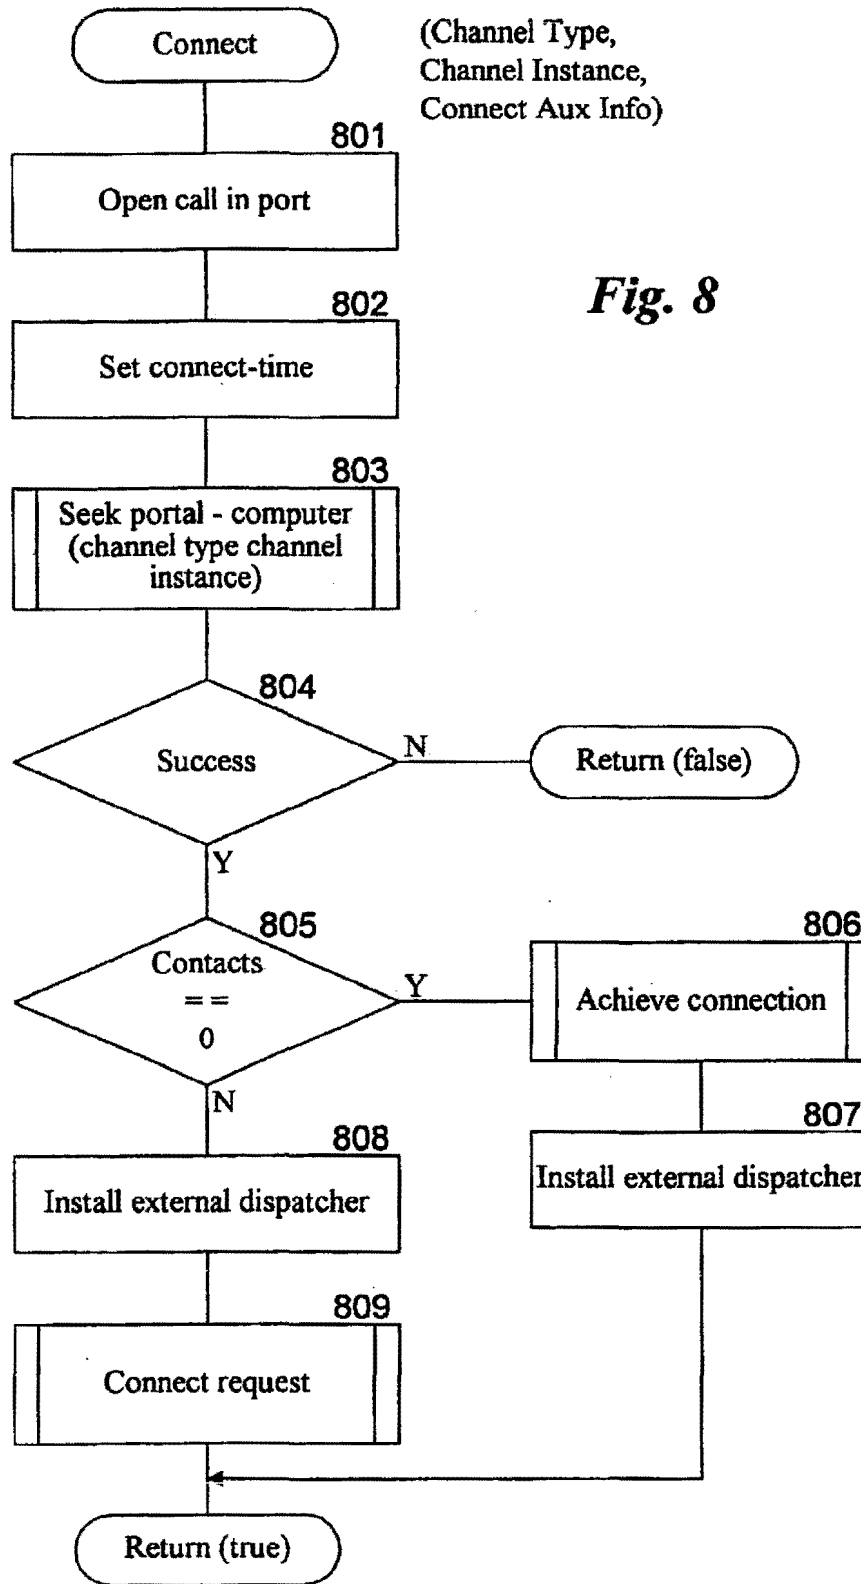 Connect
(Channel Type,
Channel Instance,
Connect Aux Info)
801
Open call in port
Fig. 8
802
Set connect-time
803
Seek portal - computer
(channel type channel
instance)
804
Success
N
Return (false)
Y
805
Contacts
= =
0
Y
806
Achieve connection
N
807
Install external dispatcher
808
Install external dispatcher
809
Connect request
Return (true)